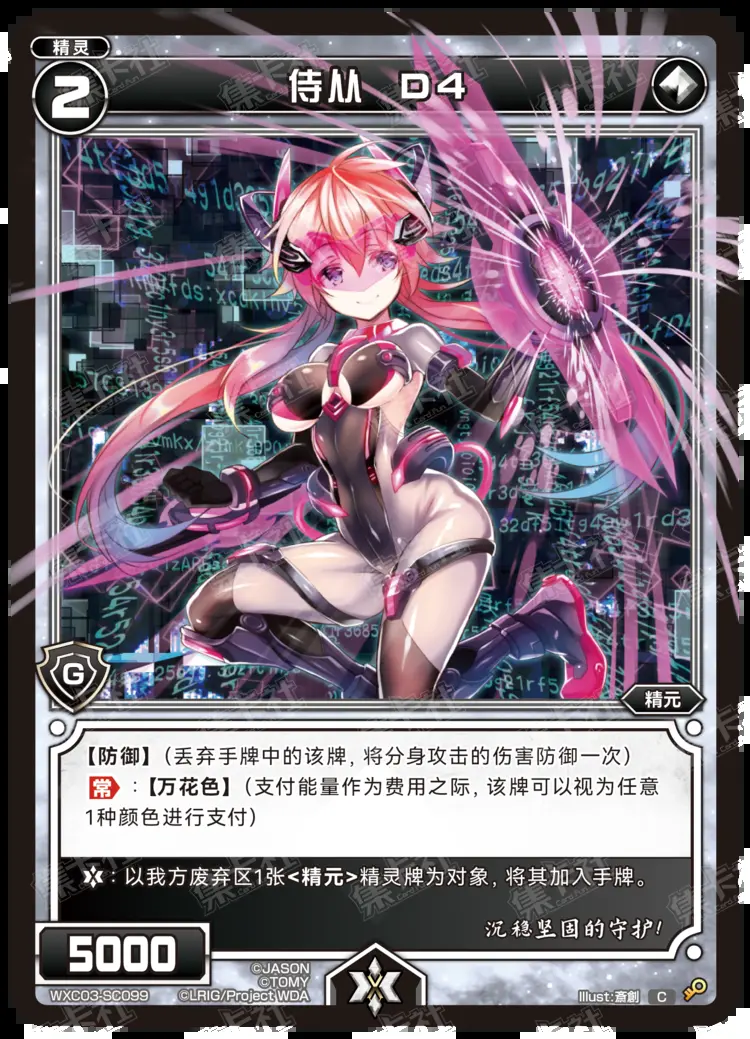 精灵
2
侍从 D4
G
精元
【防御】（丢弃手牌中的该牌，将分身攻击的伤害防御一次）
常：【万花色】（支付能量作为费用之际，该牌可以视为任意
1种颜色进行支付）
：以我方废弃区1张<精元>精灵牌为对象，将其加入手牌。
沉稳坚固的守护！
5000
©JASON
©TOMY
WXC03-SC099 ©LRIG/Project WDA
Illust:斎創 C